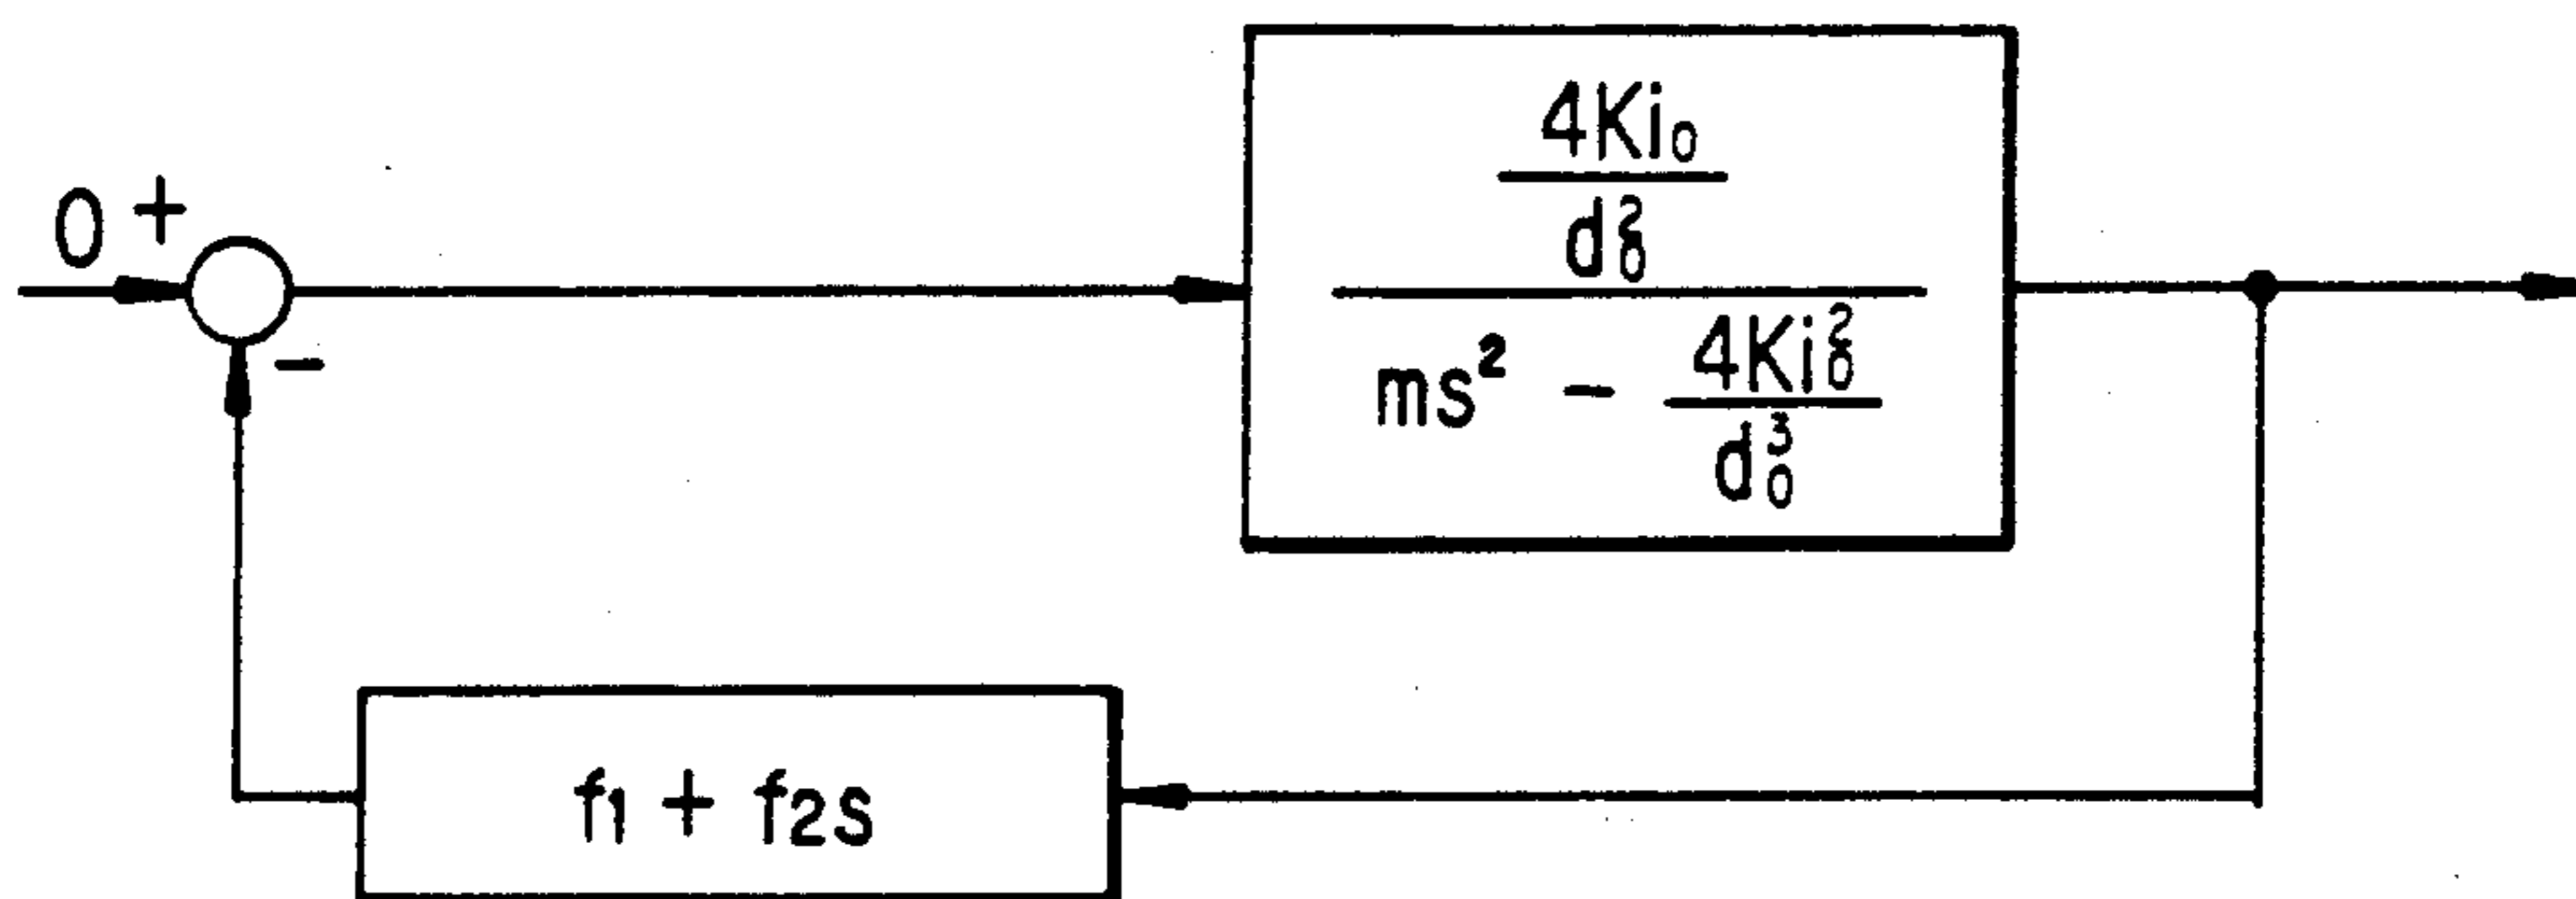 0 +
-
4Ki₀
d₀²
ms² - 4Ki₀²
d₀³
f₁ + f₂s